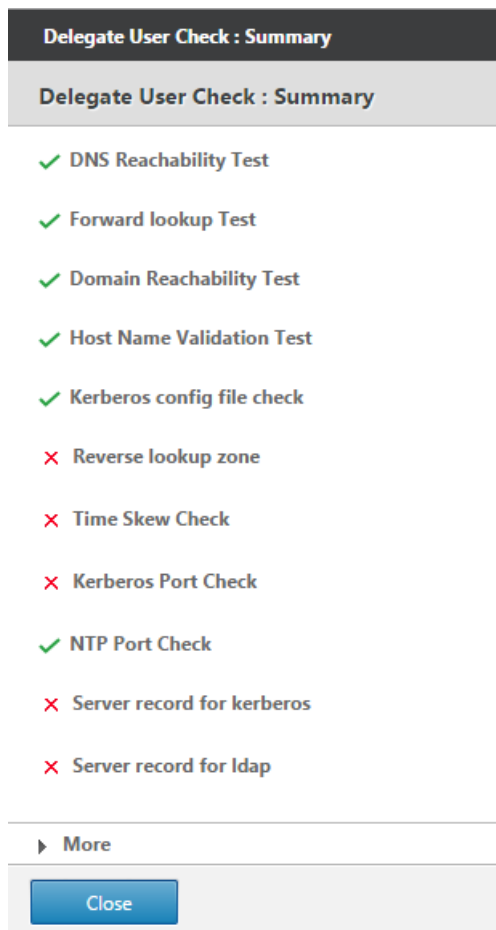 Delegate User Check : Summary
Delegate User Check : Summary
DNS Reachability Test
Forward lookup Test
Domain Reachability Test
Host Name Validation Test
Kerberos config file check
Reverse lookup zone
Time Skew Check
Kerberos Port Check
NTP Port Check
Server record for kerberos
Server record for ldap
More
Close